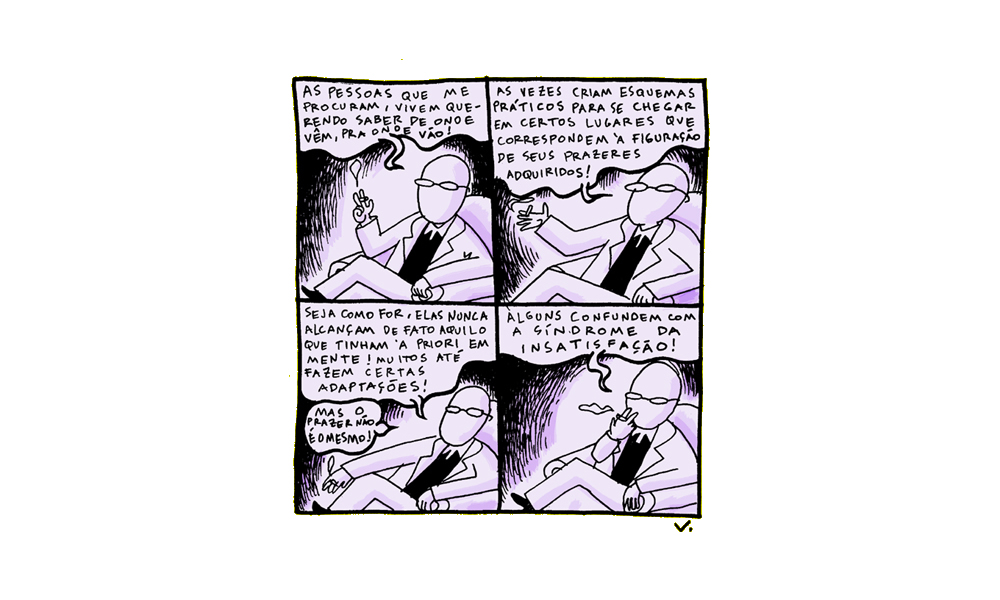 AS PESSOAS QUE ME
PROCURAM, VIVEM QUE-
RENDO SABER DE ONDE
VÊM, PRA ONDE VÃO!
AS VEZES CRIAM ESQUEMAS
PRÁTICOS PARA SE CHEGAR
EM CERTOS LUGARES QUE
CORRESPONDEM 'A FIGURAÇÃO
DE SEUS PRAZERES
ADQUIRIDOS!
SEJA COMO FOR, ELAS NUNCA
ALCANÇAM DE FATO AQUILO
QUE TINHAM 'A PRIORI EM
MENTE! MUITOS ATÉ
FAZEM CERTAS
ADAPTAÇÕES!
MAS O
PRAZER NÃO
É O MESMO!
ALGUNS CONFUNDEM COM
A SÍNDROME DA
INSATISFAÇÃO!
V.